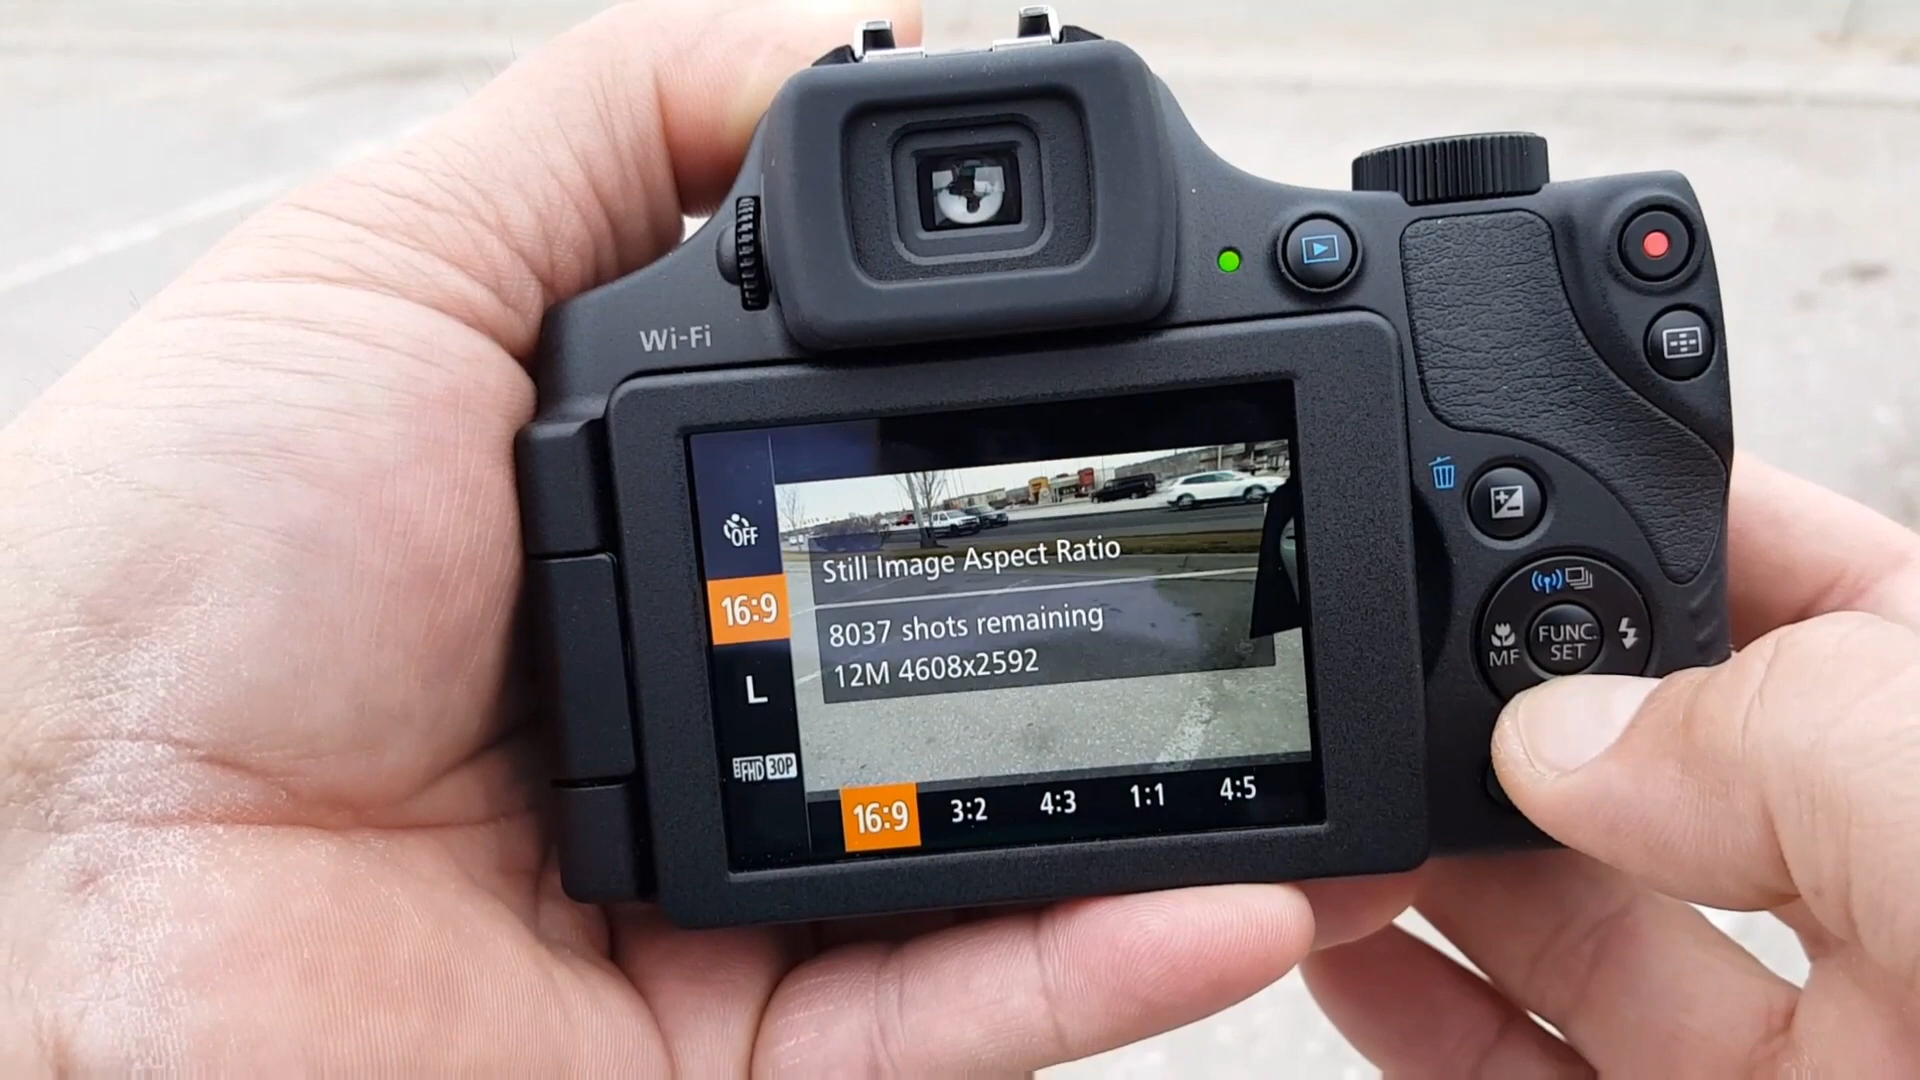 Wi-Fi
OFF
Still Image Aspect Ratio
16:9
8037 shots remaining
12M 4608x2592
L
FHD 30P
16:9 3:2 4:3 1:1 4:5
MF
FUNC.
SET